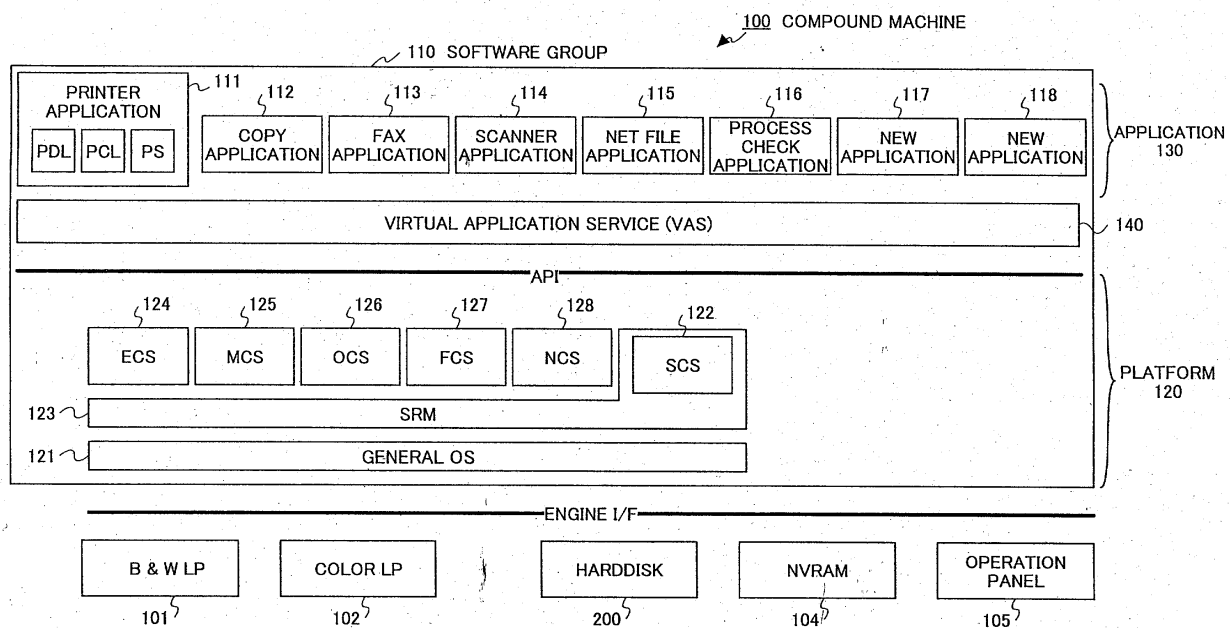 100 COMPOUND MACHINE
110 SOFTWARE GROUP
111
PRINTER
APPLICATION
PDL
PCL
PS
112
COPY
APPLICATION
113
FAX
APPLICATION
114
SCANNER
APPLICATION
115
NET FILE
APPLICATION
116
PROCESS
CHECK
APPLICATION
117
NEW
APPLICATION
118
NEW
APPLICATION
APPLICATION
130
VIRTUAL APPLICATION SERVICE (VAS)
140
API
124
ECS
125
MCS
126
OCS
127
FCS
128
NCS
122
SCS
PLATFORM
120
123
SRM
121
GENERAL OS
ENGINE I/F
B & W LP
101
COLOR LP
102
HARDDISK
200
NVRAM
104
OPERATION
PANEL
105